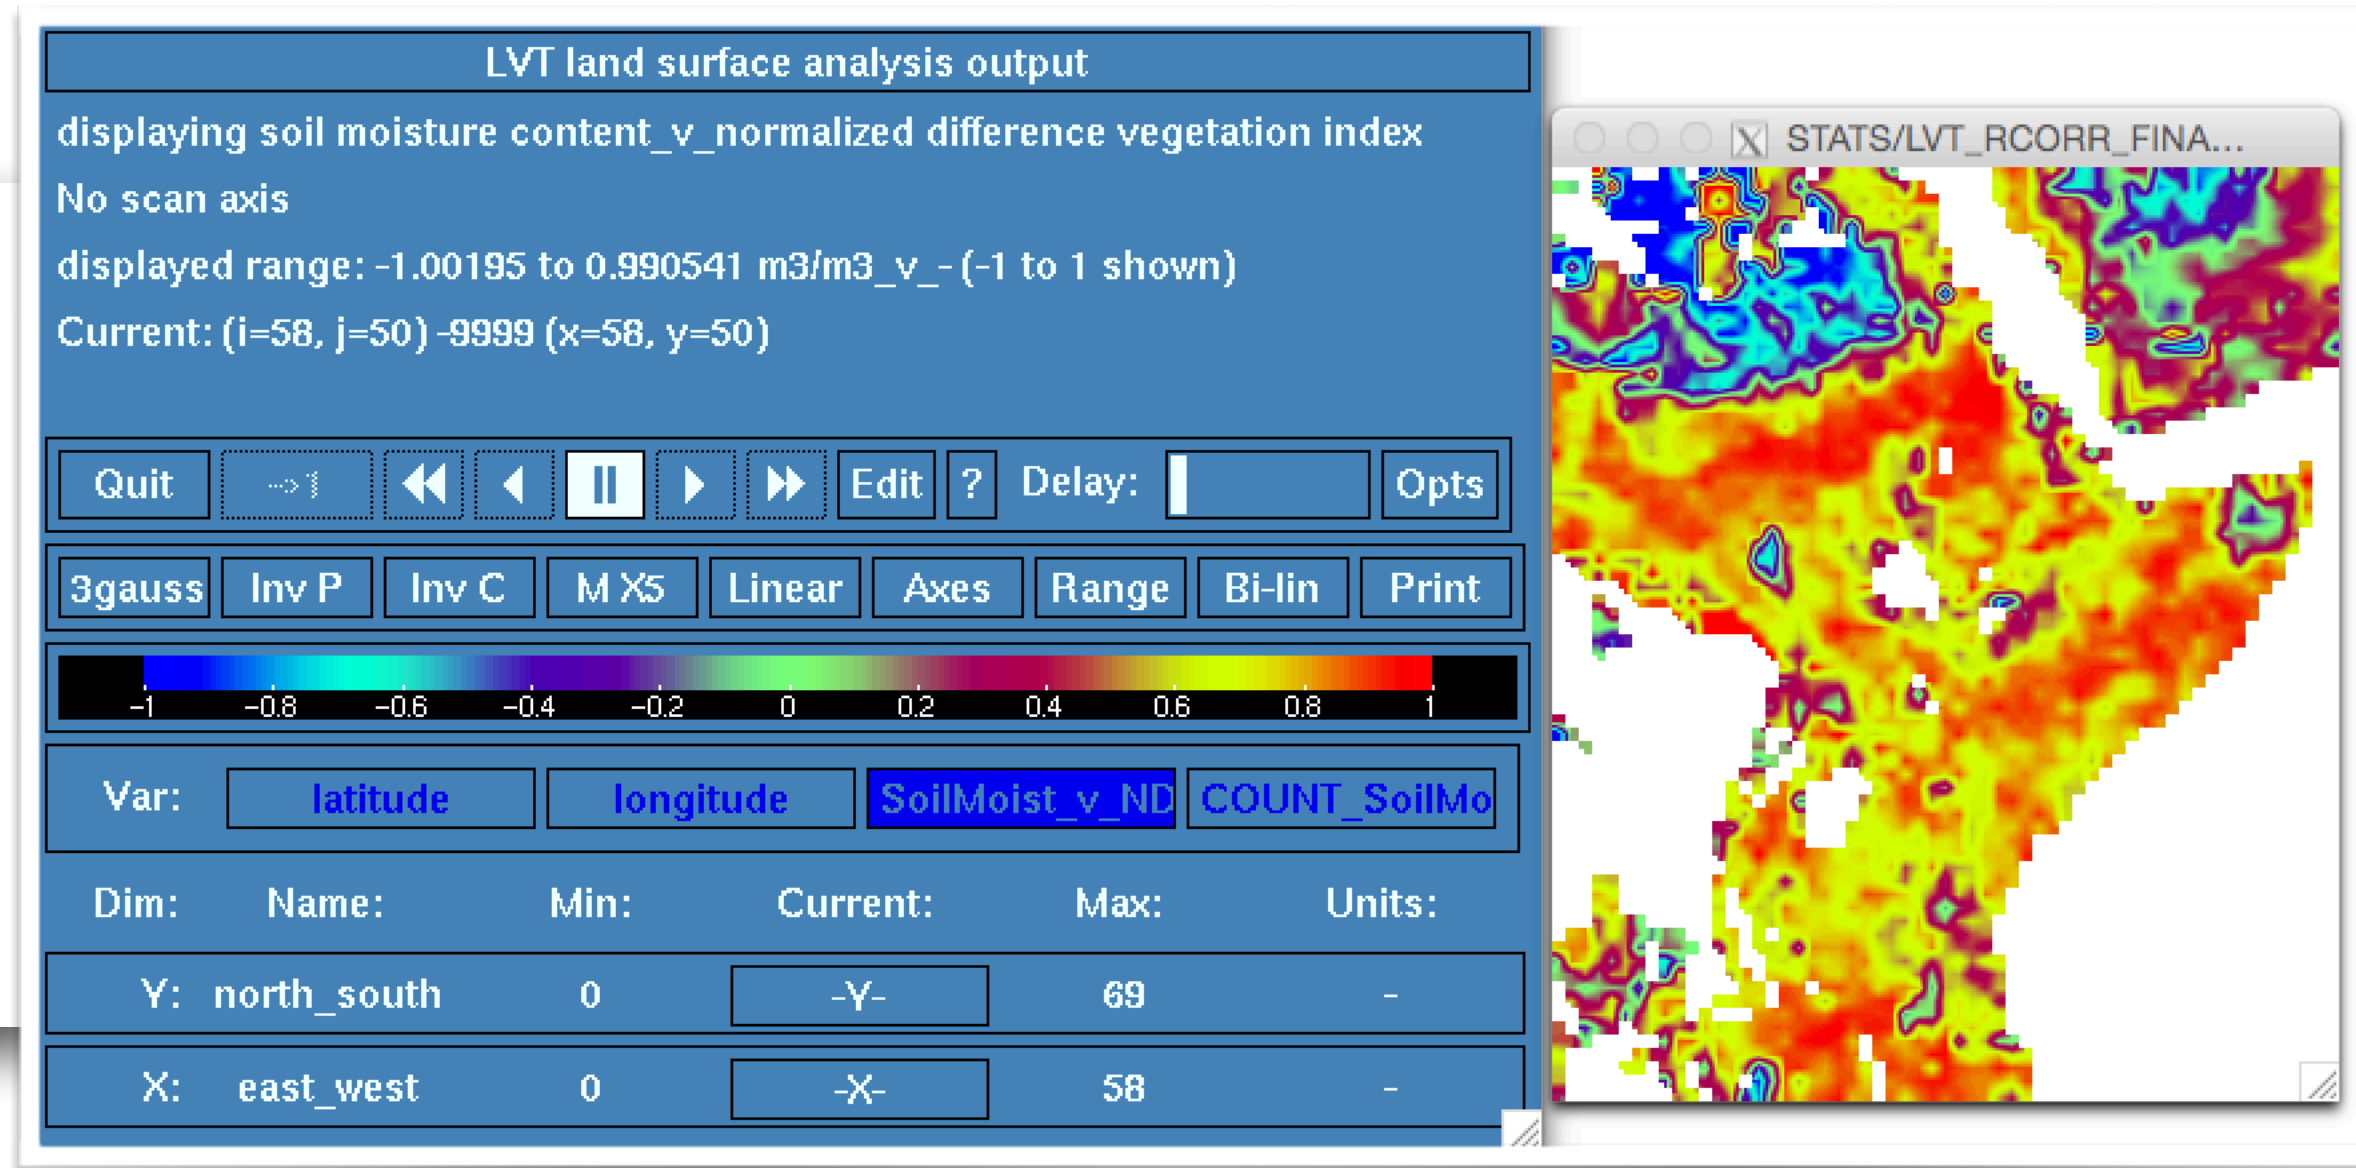 LVT land surface analysis output
displaying soil moisture content_v_normalized difference vegetation index
No scan axis
displayed range: -1.00195 to 0.990541 m3/m3_v_- (-1 to 1 shown)
Current: (i=58, j=50) -9999 (x=58, y=50)
Quit ->1 Edit ? Delay: Opts
3gauss Inv P Inv C M X5 Linear Axes Range Bi-lin Print
-1 -0.8 -0.6 -0.4 -0.2 0 0.2 0.4 0.6 0.8 1
Var: latitude longitude SoilMoist_v_ND COUNT_SoilMo
Dim: Name: Min: Current: Max: Units:
Y: north_south 0 -Y- 69 -
X: east_west 0 -X- 58 -
X STATS/LVT_RCORR_FINA...